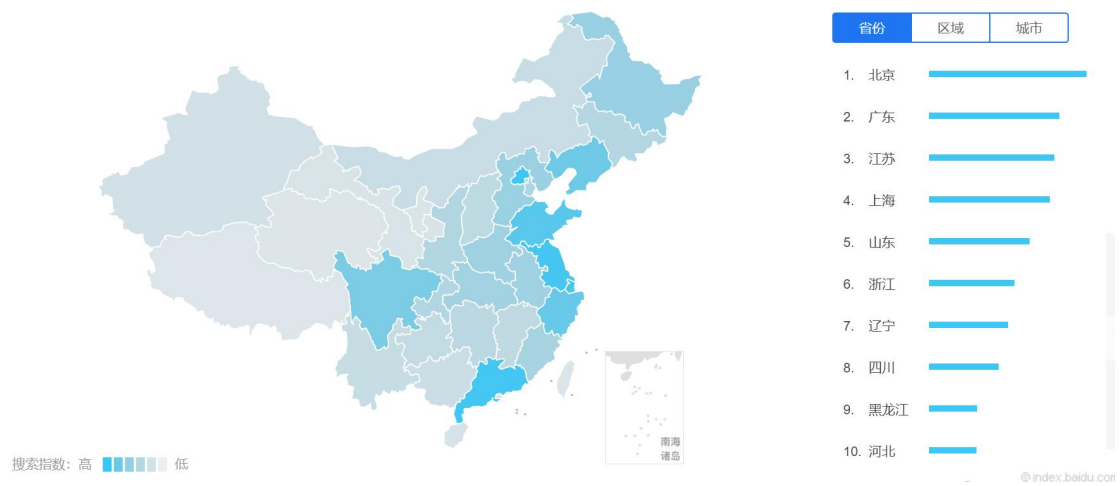 省份 区域 城市
1. 北京
2. 广东
3. 江苏
4. 上海
5. 山东
6. 浙江
7. 辽宁
8. 四川
9. 黑龙江
10. 河北
南海
诸岛
搜索指数：高 低
©index.baidu.com